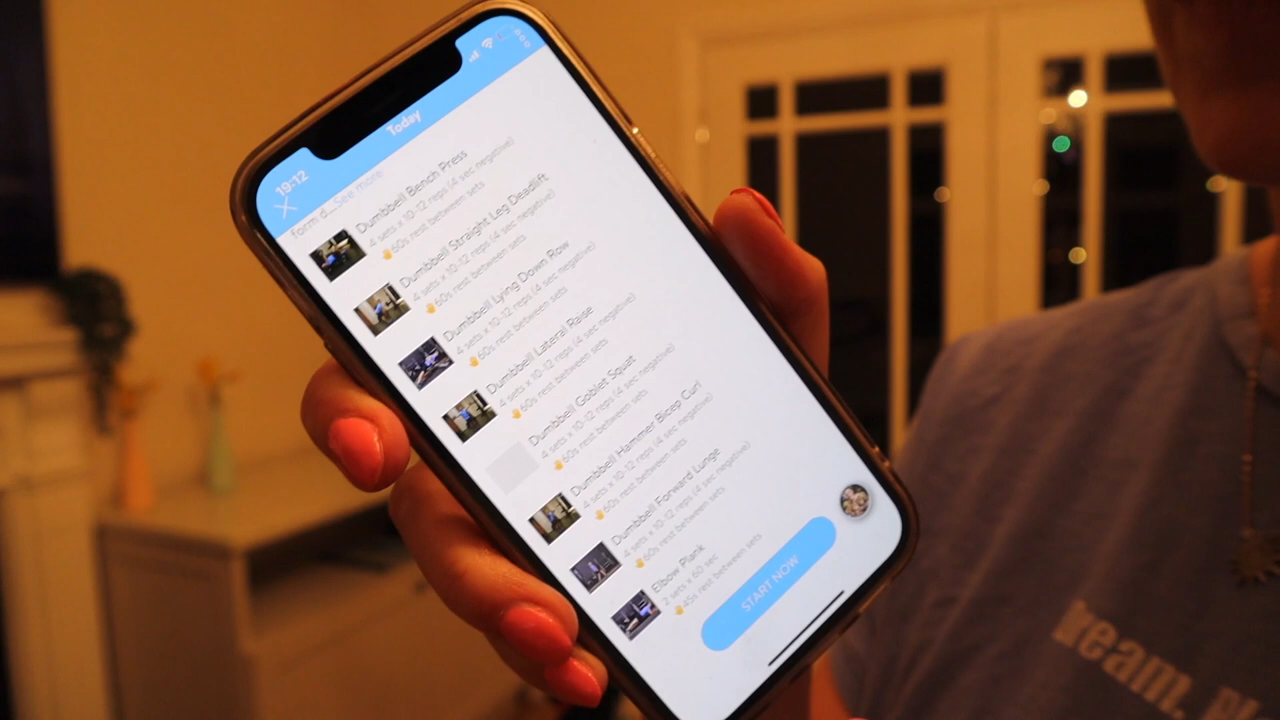 19:12
Today
form d...See more
Dumbbell Bench Press
4 sets x 10-12 reps (4 sec negative)
60s rest between sets
Dumbbell Straight Leg Deadlift
4 sets x 10-12 reps (4 sec negative)
60s rest between sets
Dumbbell Lying Down Row
4 sets x 10-12 reps (4 sec negative)
60s rest between sets
Dumbbell Lateral Raise
4 sets x 10-12 reps (4 sec negative)
60s rest between sets
Dumbbell Goblet Squat
4 sets x 10-12 reps (4 sec negative)
60s rest between sets
Dumbbell Hammer Bicep Curl
4 sets x 10-12 reps (4 sec negative)
60s rest between sets
Dumbbell Forward Lunge
4 sets x 10-12 reps (4 sec negative)
60s rest between sets
Elbow Plank
2 sets x 60 sec
45s rest between sets
START NOW